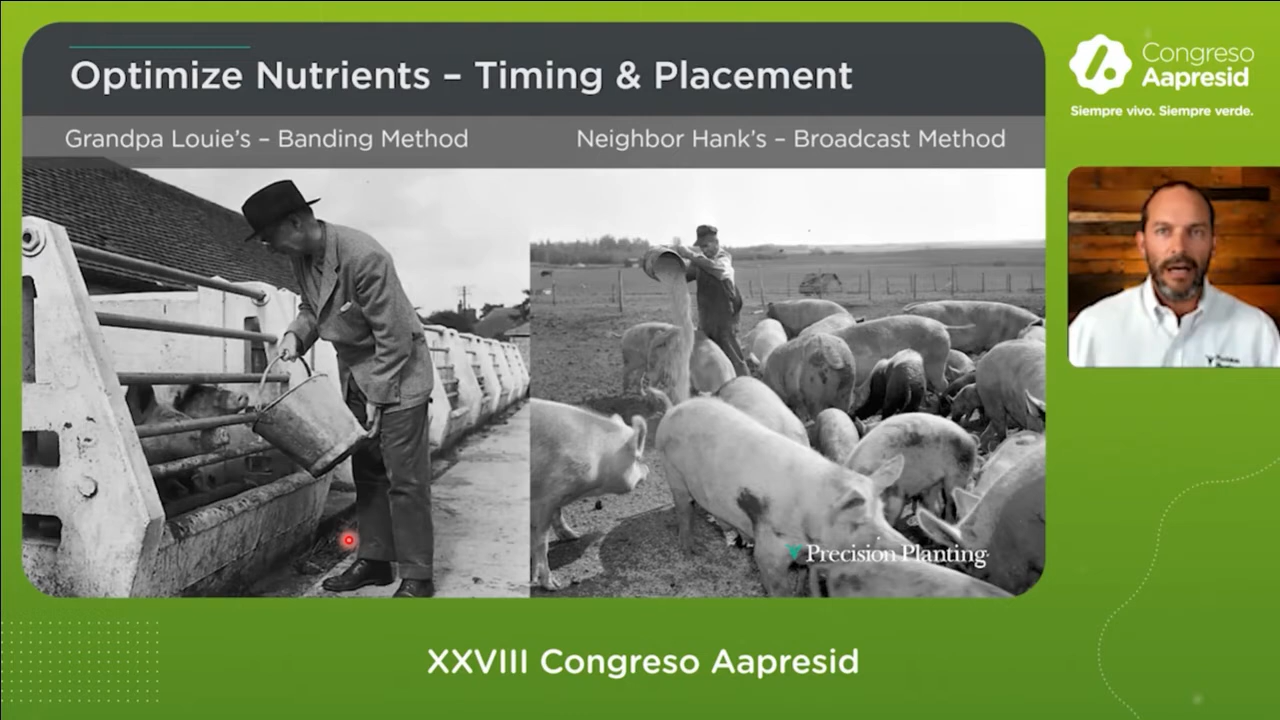 Optimize Nutrients – Timing & Placement
Grandpa Louie's – Banding Method
Neighbor Hank's – Broadcast Method
Precision Planting
Congreso
Aapresid
Siempre vivo. Siempre verde.
XXVIII Congreso Aapresid